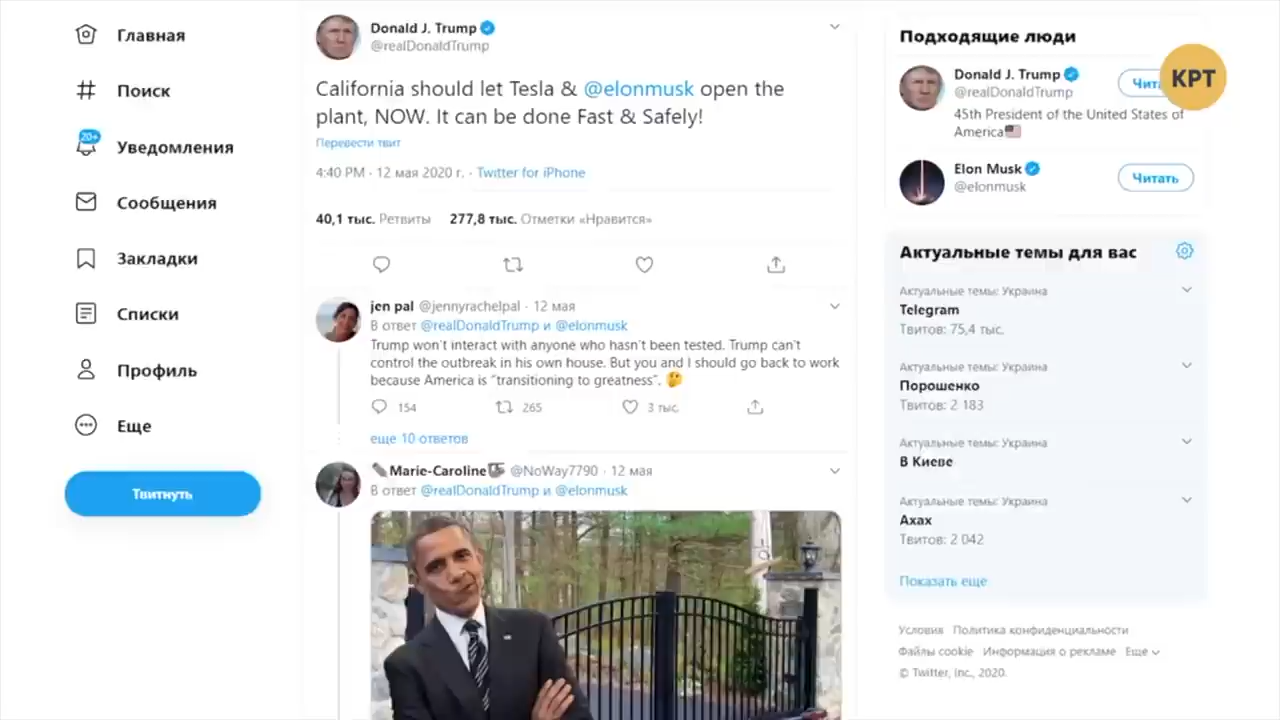 Главная
Поиск
20+
Уведомления
Сообщения
Закладки
Списки
Профиль
Еще
Твитнуть
Donald J. Trump
@realDonaldTrump
California should let Tesla & @elonmusk open the
plant, NOW. It can be done Fast & Safely!
Перевести твит
4:40 PM · 12 мая 2020 г. · Twitter for iPhone
40,1 тыс. Ретвиты 277,8 тыс. Отметки «Нравится»
jen pal @jennyrachelpal · 12 мая
В ответ @realDonaldTrump и @elonmusk
Trump won't interact with anyone who hasn't been tested. Trump can't
control the outbreak in his own house. But you and I should go back to work
because America is "transitioning to greatness". 🤔
154 265 3 тыс.
еще 10 ответов
Marie-Caroline @NoWay7790 · 12 мая
В ответ @realDonaldTrump и @elonmusk
Подходящие люди
КРТ
Donald J. Trump
@realDonaldTrump
Чита
45th President of the United States of
America🇺🇸
Elon Musk
@elonmusk
Читать
Актуальные темы для вас
Актуальные темы: Украина
Telegram
Твитов: 75,4 тыс.
Актуальные темы: Украина
Порошенко
Твитов: 2 183
Актуальные темы: Украина
В Киеве
Актуальные темы: Украина
Ахах
Твитов: 2 042
Показать еще
Условия Политика конфиденциальности
Файлы cookie Информация о рекламе Еще
© Twitter, Inc., 2020.